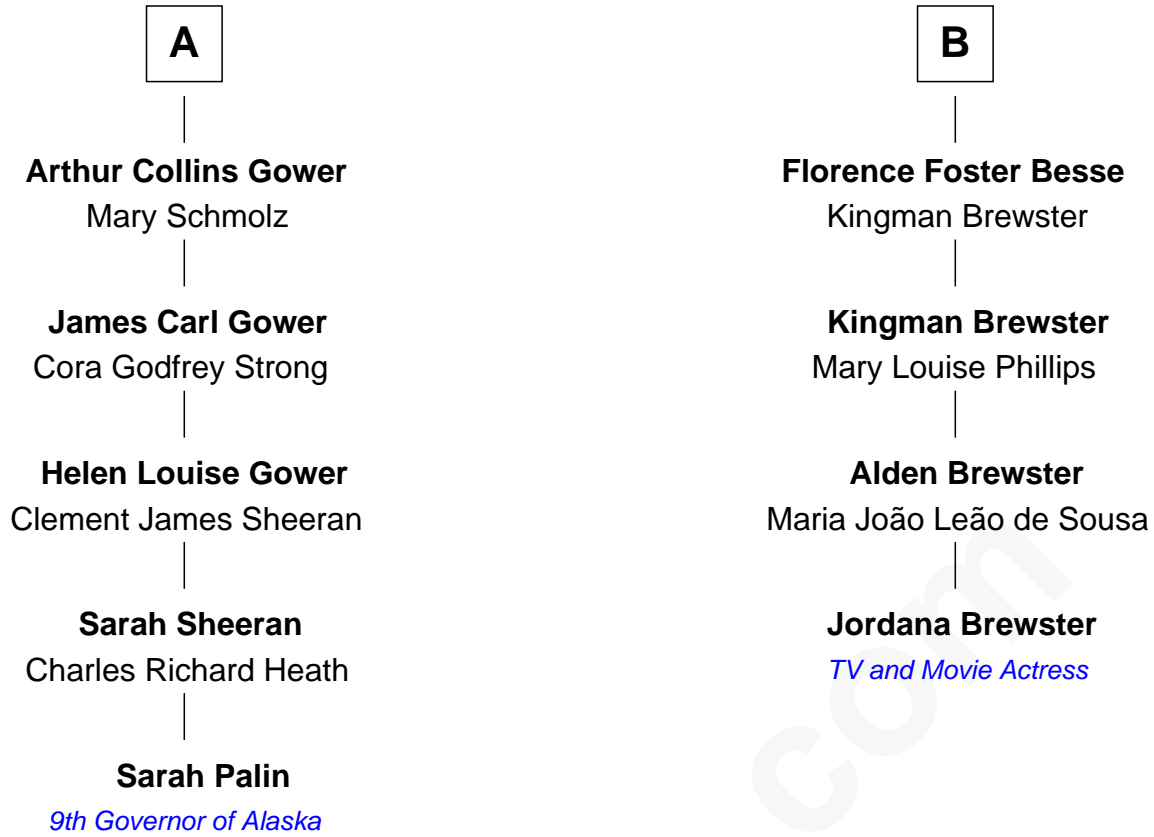 A
Arthur Collins Gower
Mary Schmolz
James Carl Gower
Cora Godfrey Strong
Helen Louise Gower
Clement James Sheeran
Sarah Sheeran
Charles Richard Heath
Sarah Palin
9th Governor of Alaska
B
Florence Foster Besse
Kingman Brewster
Kingman Brewster
Mary Louise Phillips
Alden Brewster
Maria João Leão de Sousa
Jordana Brewster
TV and Movie Actress
com